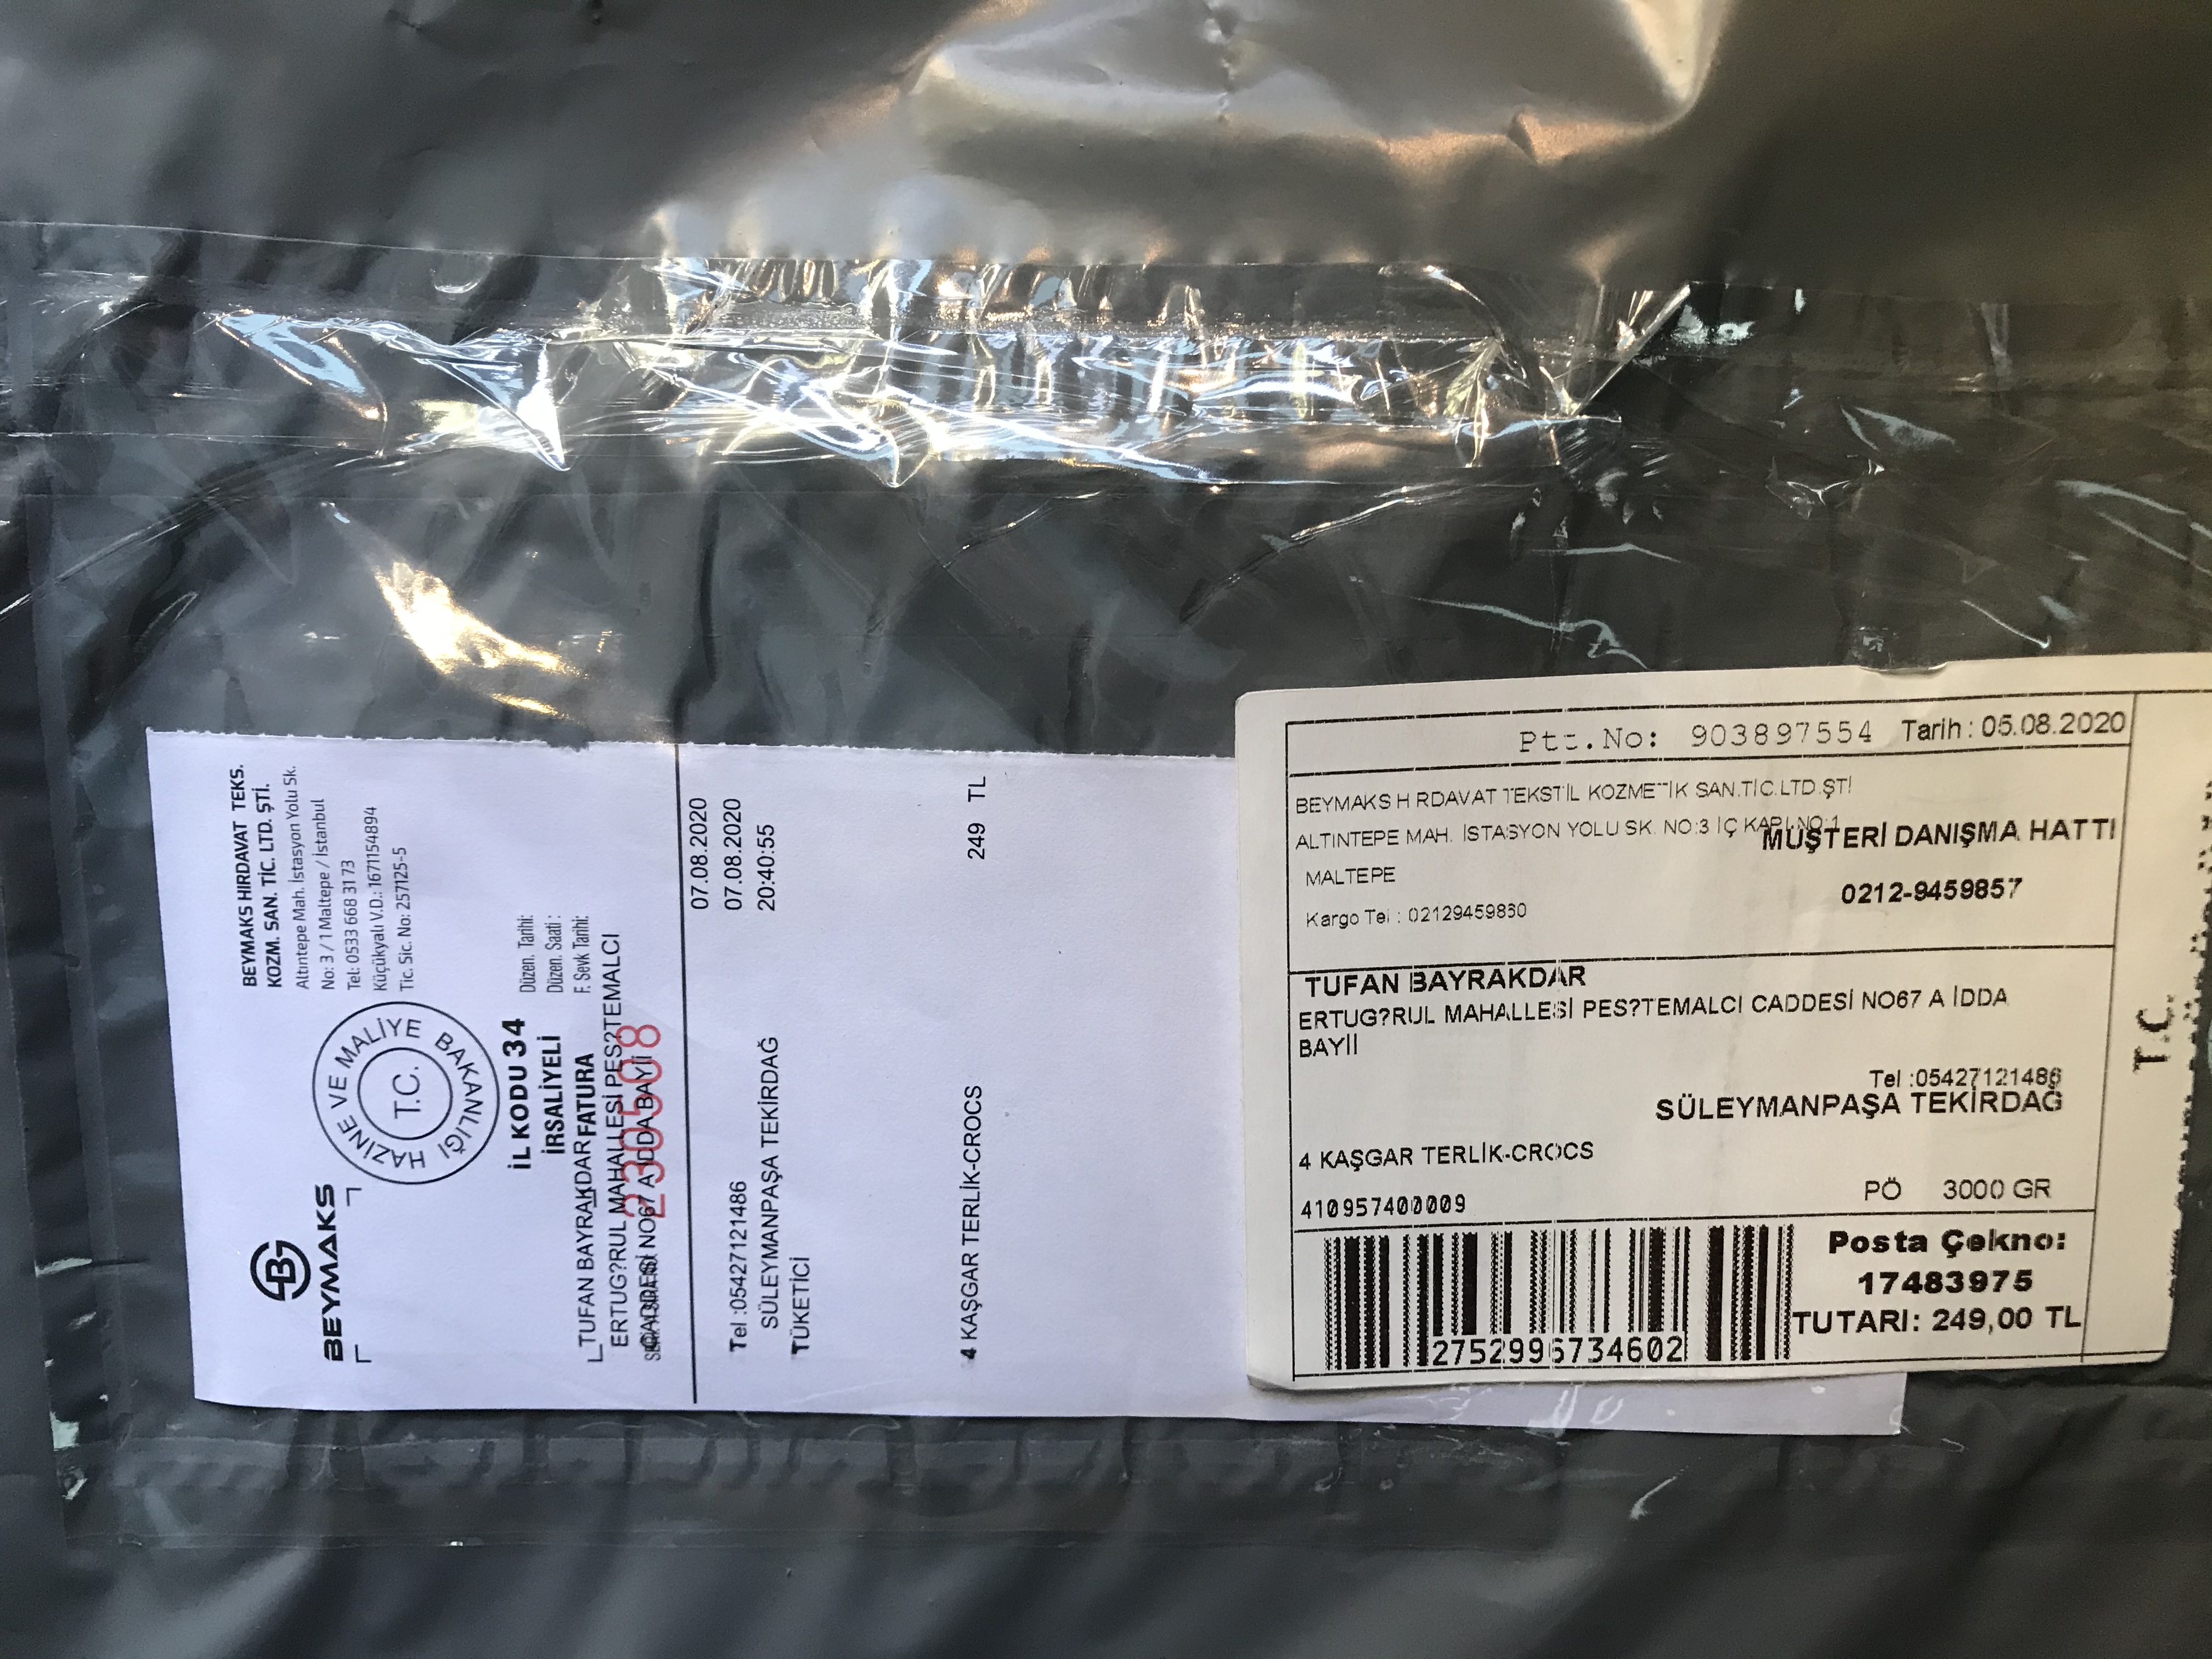 BEYMAKS
BEYMAKS HIRDAVAT TEKS.
KOZM. SAN. TİC. LTD. ŞTİ.
Altıntepe Mah. İstasyon Yolu Sk.
No: 3 / 1 Maltepe / İstanbul
Tel: 0533 668 31 73
Küçükyalı V.D.: 1671154894
Tic. Sic. No: 257125-5
HAZİNE VE MALİYE BAKANLIĞI
T.C.
İL KODU 34
İRSALİYELİ
FATURA
Düzen. Tarihi:
Düzen. Saati :
F. Sevk Tarihi:
TUFAN BAYRAKDAR
ERTUG?RUL MAHALLESİ PES?TEMALCI
CADDESİ NO67 A İDDA BAYİİ
230508
07.08.2020
07.08.2020
20:40:55
Tel :05427121486
SÜLEYMANPAŞA TEKİRDAĞ
TÜKETİCİ
4 KAŞGAR TERLİK-CROCS 249 TL
Ptt.No: 903897554 Tarih : 05.08.2020
BEYMAKS H RDAVAT TEKSTİL KOZMETİK SAN.TİC.LTD.ŞTİ
ALTINTEPE MAH. İSTASYON YOLU SK. NO:3 İÇ KAPI NO:1
MÜŞTERİ DANIŞMA HATTI
MALTEPE
0212-9459857
Kargo Tel : 02129459860
TUFAN BAYRAKDAR
ERTUG?RUL MAHALLESİ PES?TEMALCI CADDESİ NO67 A İDDA
BAYİİ
Tel :05427121486
SÜLEYMANPAŞA TEKİRDAĞ
4 KAŞGAR TERLİK-CROCS
PÖ 3000 GR
410957400009
Posta Çekno:
17483975
TUTARI: 249,00 TL
2752996734602
T.C.